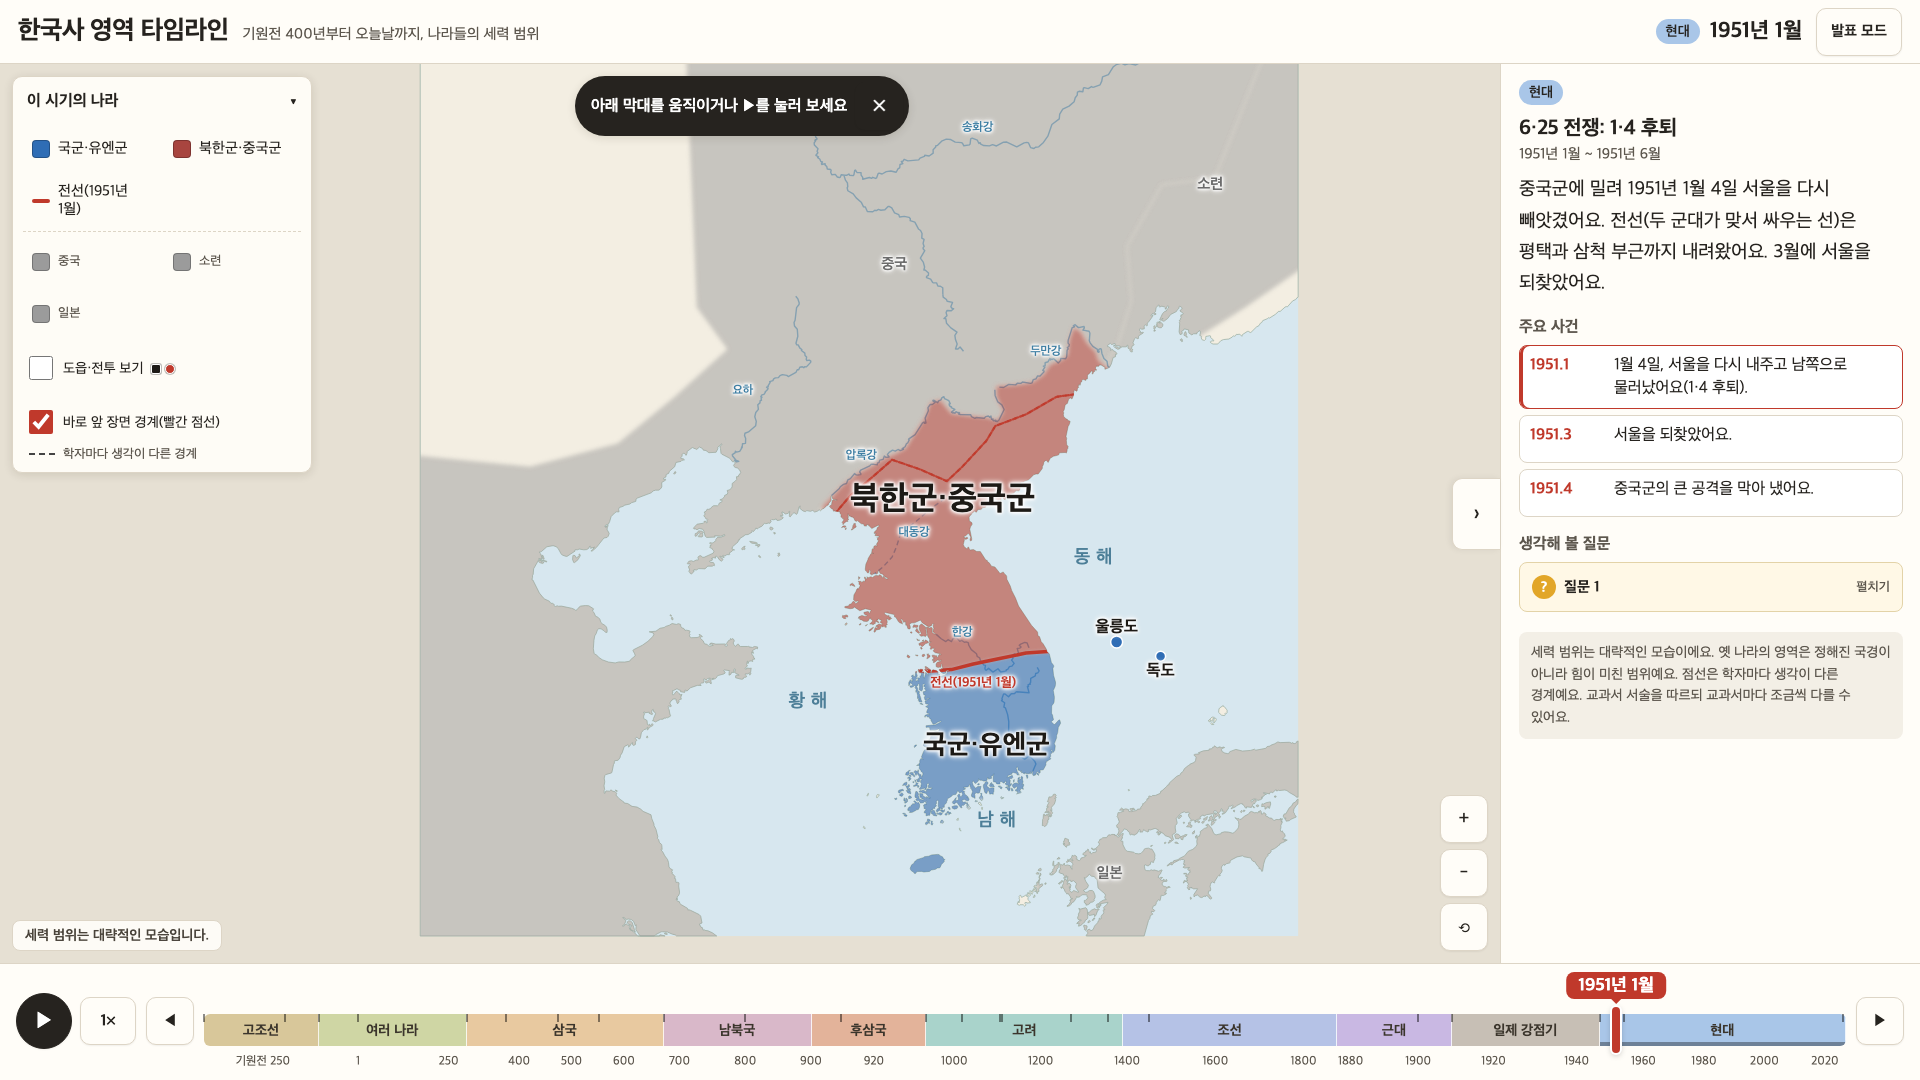 한국사 영역 타임라인
기원전 400년부터 오늘날까지, 나라들의 세력 범위
현대
1951년 1월
발표 모드
이 시기의 나라
▼
국군·유엔군
북한군·중국군
전선(1951년
1월)
중국
소련
일본
도읍·전투 보기
바로 앞 장면 경계(빨간 점선)
학자마다 생각이 다른 경계
아래 막대를 움직이거나 ▶를 눌러 보세요 ✕
송화강
소련
중국
두만강
요하
압록강
북한군·중국군
대동강
동 해
울릉도
독도
한강
전선(1951년 1월)
황 해
국군·유엔군
남 해
일본
세력 범위는 대략적인 모습입니다.
+
−
⟲
›
현대
6·25 전쟁: 1·4 후퇴
1951년 1월 ~ 1951년 6월
중국군에 밀려 1951년 1월 4일 서울을 다시
빼앗겼어요. 전선(두 군대가 맞서 싸우는 선)은
평택과 삼척 부근까지 내려왔어요. 3월에 서울을
되찾았어요.
주요 사건
1951.1
1월 4일, 서울을 다시 내주고 남쪽으로
물러났어요(1·4 후퇴).
1951.3
서울을 되찾았어요.
1951.4
중국군의 큰 공격을 막아 냈어요.
생각해 볼 질문
? 질문 1
펼치기
세력 범위는 대략적인 모습이에요. 옛 나라의 영역은 정해진 국경이
아니라 힘이 미친 범위예요. 점선은 학자마다 생각이 다른
경계예요. 교과서 서술을 따르되 교과서마다 조금씩 다를 수
있어요.
1951년 1월
▶ 1× ◀
고조선 여러 나라 삼국 남북국 후삼국 고려 조선 근대 일제 강점기 현대
▶
기원전 250 1 250 400 500 600 700 800 900 920 1000 1200 1400 1600 1800 1880 1900 1920 1940 1960 1980 2000 2020